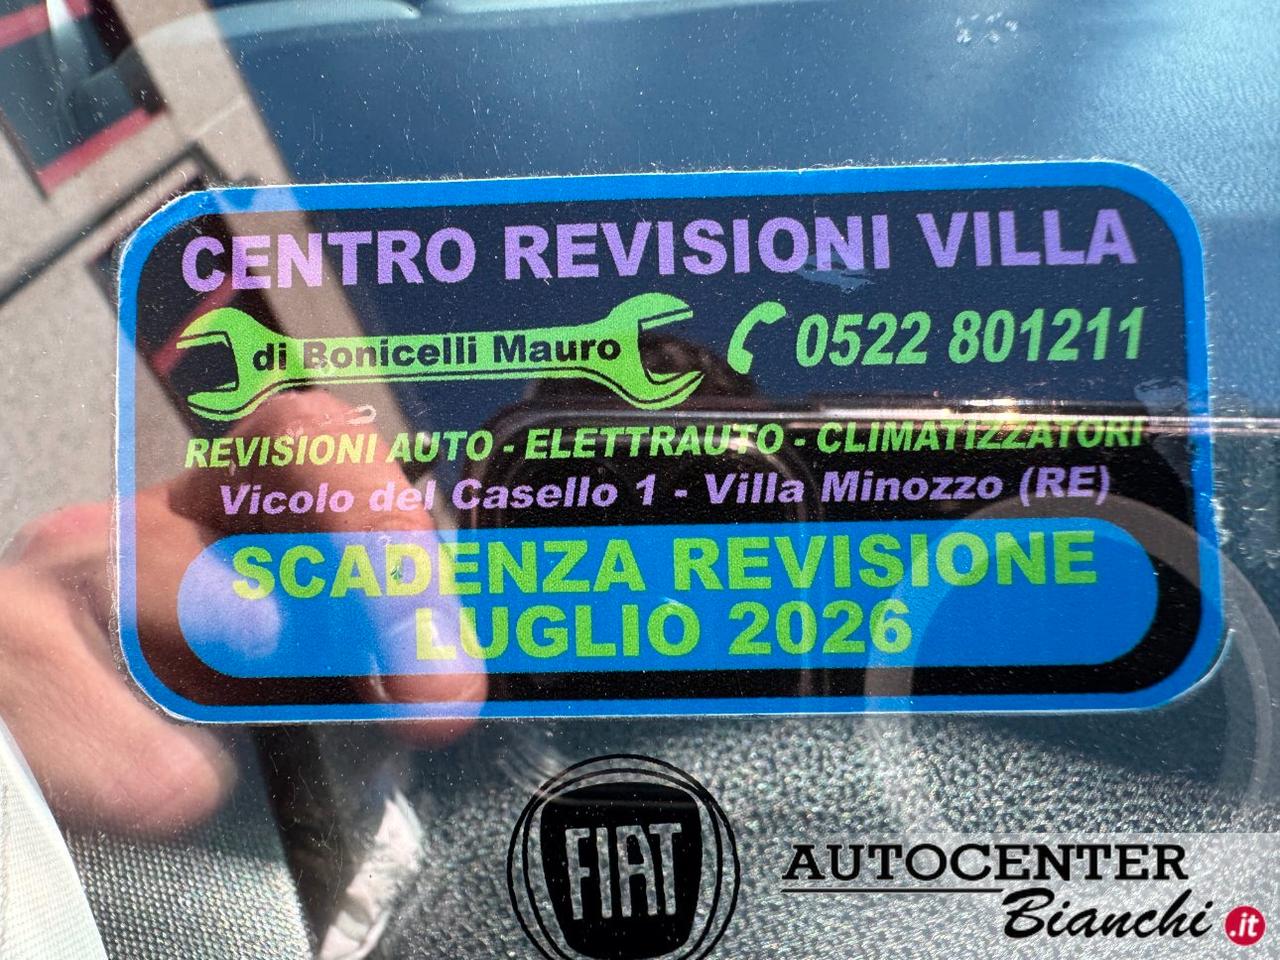 CENTRO REVISIONI VILLA
di Bonicelli Mauro
0522 801211
REVISIONI AUTO - ELETTRAUTO - CLIMATIZZATORI
Vicolo del Casello 1 - Villa Minozzo (RE)
SCADENZA REVISIONE
LUGLIO 2026
FIAT
AUTOCENTER
Bianchi .it